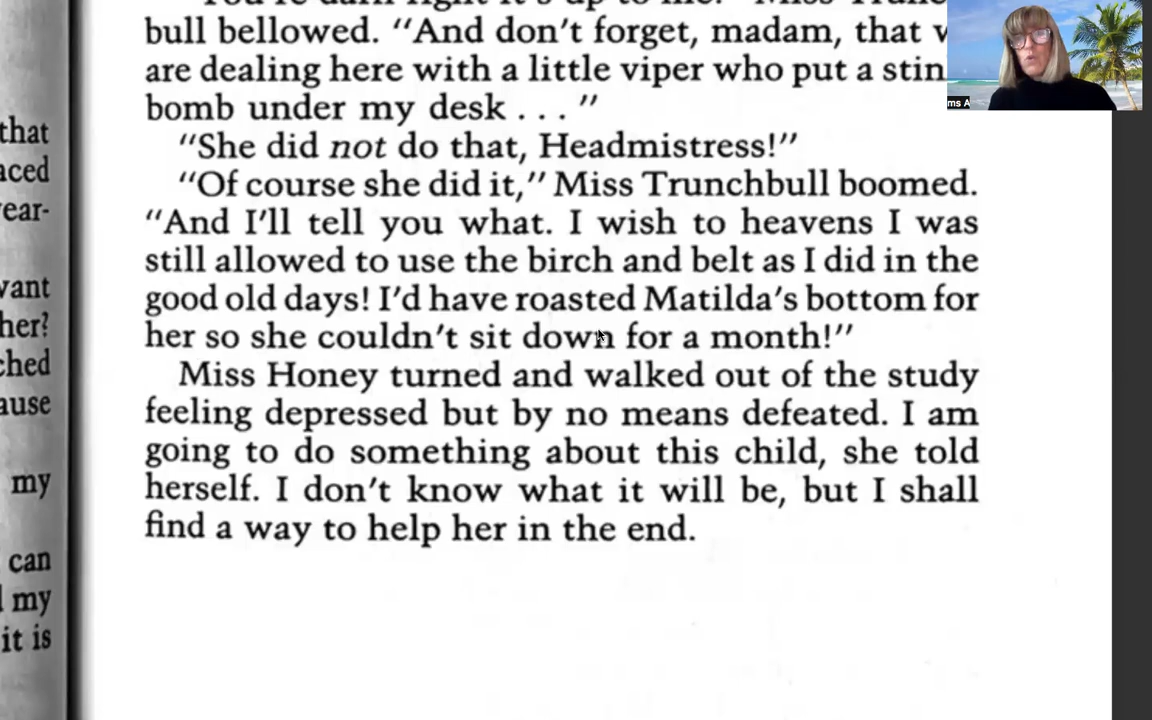 that
aced
ear-
vant
her?
ched
ause
my
can
my
it is
bull bellowed. “And don’t forget, madam, that
are dealing here with a little viper who put a stin
bomb under my desk . . . ”
“She did not do that, Headmistress!”
“Of course she did it,” Miss Trunchbull boomed.
“And I’ll tell you what. I wish to heavens I was
still allowed to use the birch and belt as I did in the
good old days! I’d have roasted Matilda’s bottom for
her so she couldn’t sit down for a month!”
Miss Honey turned and walked out of the study
feeling depressed but by no means defeated. I am
going to do something about this child, she told
herself. I don’t know what it will be, but I shall
find a way to help her in the end.
ms A